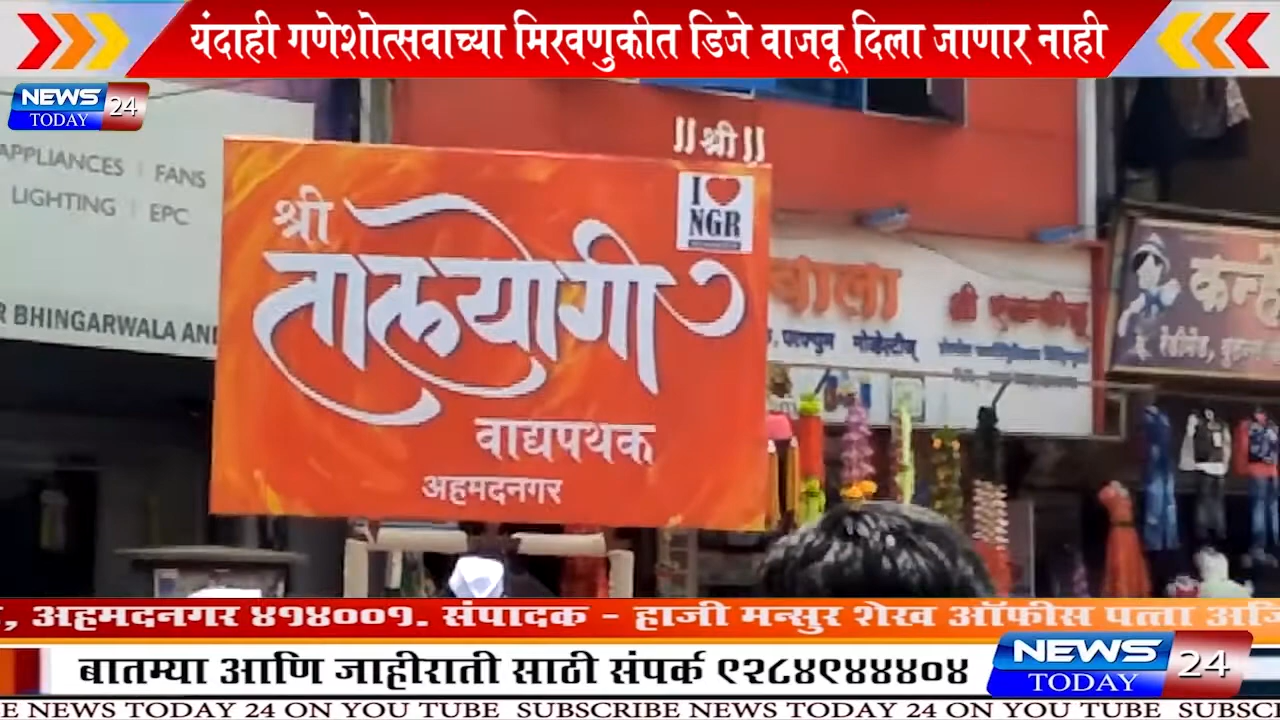 यंदाही गणेशोत्सवाच्या मिरवणुकीत डिजे वाजवू दिला जाणार नाही
NEWS 24
TODAY
APPLIANCES | FANS
LIGHTING | EPC
BHINGARWALA AN
॥ श्री ॥
I NGR
श्री
तालयोगी
वाद्यपथक
अहमदनगर
बाला
श्री
परफ्युम
रेडीमेड,
, अहमदनगर ४१४००१. संपादक - हाजी मन्सुर शेख ऑफीस पत्ता अ
बातम्या आणि जाहीराती साठी संपर्क ९२८४९४४४०४
NEWS 24
TODAY
E NEWS TODAY 24 ON YOU TUBE SUBSCRIBE NEWS TODAY 24 ON YOU TUBE SUBSC